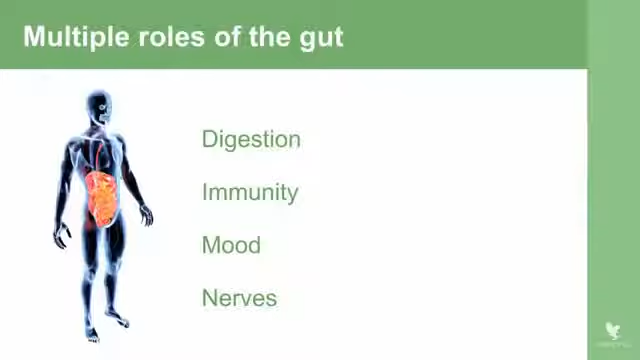 Multiple roles of the gut
Digestion
Immunity
Mood
Nerves